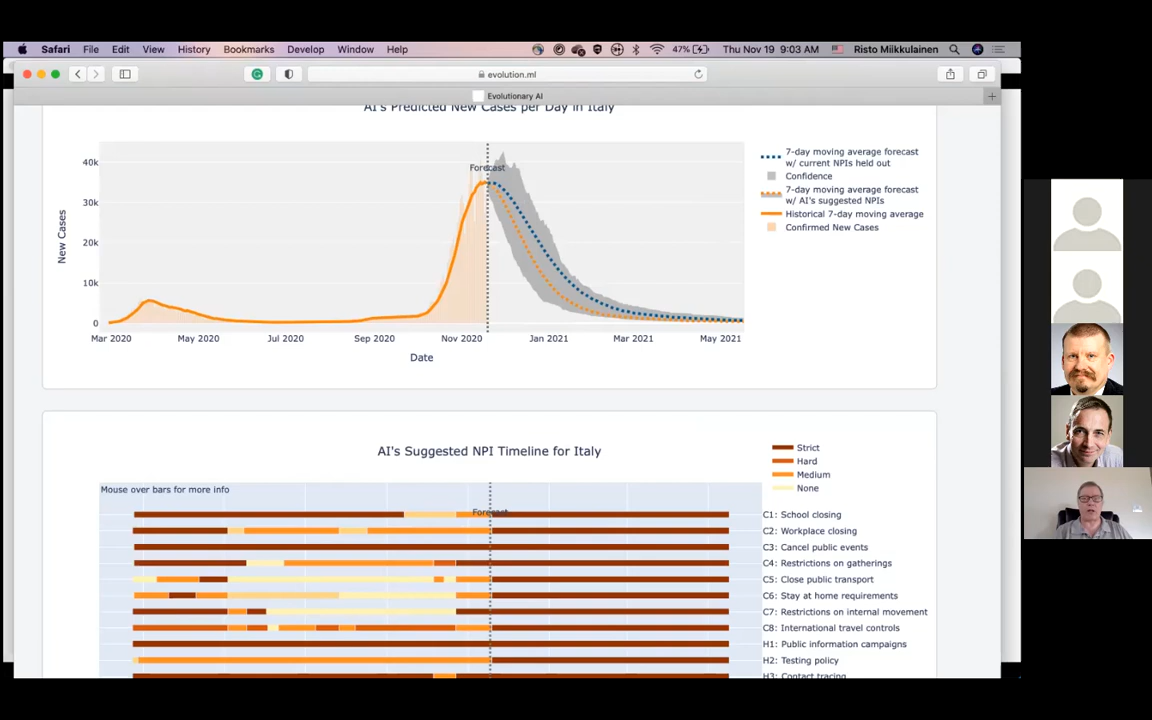 Safari File Edit View History Bookmarks Develop Window Help 47% Thu Nov 19 9:03 AM Risto Miikkulainen
evolution.ml
Evolutionary AI
AI's Predicted New Cases per Day in Italy
40k
30k
20k
10k
0
New Cases
Forecast
Mar 2020 May 2020 Jul 2020 Sep 2020 Nov 2020 Jan 2021 Mar 2021 May 2021
Date
7-day moving average forecast
w/ current NPIs held out
Confidence
7-day moving average forecast
w/ AI's suggested NPIs
Historical 7-day moving average
Confirmed New Cases
AI's Suggested NPI Timeline for Italy
Strict
Hard
Medium
None
Mouse over bars for more info
Forecast
C1: School closing
C2: Workplace closing
C3: Cancel public events
C4: Restrictions on gatherings
C5: Close public transport
C6: Stay at home requirements
C7: Restrictions on internal movement
C8: International travel controls
H1: Public information campaigns
H2: Testing policy
H3: Contact tracing